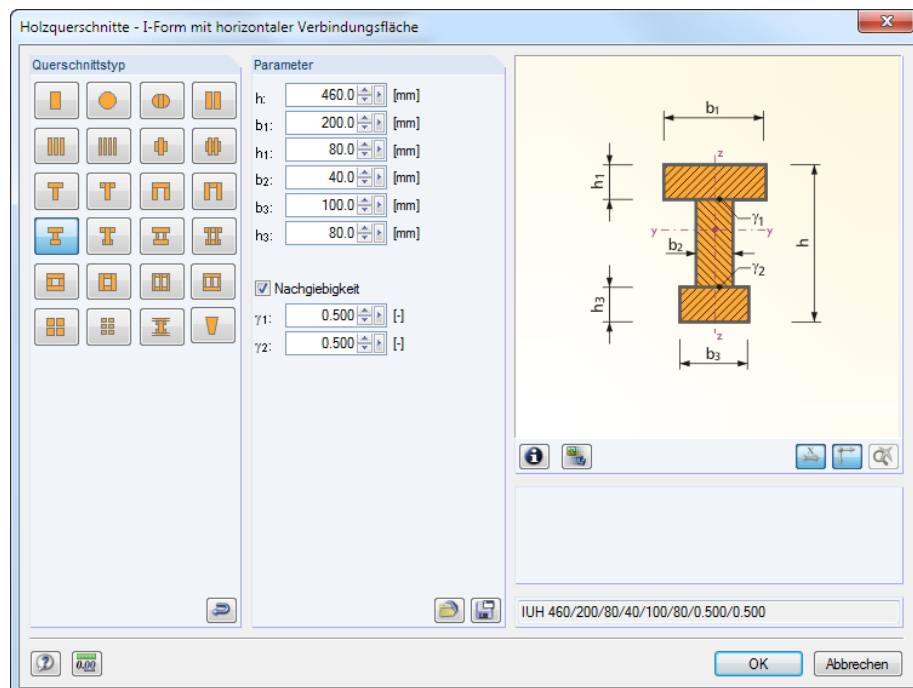 Holzquerschnitte - I-Form mit horizontaler Verbindungsfläche
Querschnittstyp
Parameter
h: 460.0 [mm]
b1: 200.0 [mm]
h1: 80.0 [mm]
b2: 40.0 [mm]
b3: 100.0 [mm]
h3: 80.0 [mm]
Nachgiebigkeit
γ1: 0.500 [-]
γ2: 0.500 [-]
b1
z
h1
γ1
y
y
h
b2
γ2
h3
z
b3
x
IUH 460/200/80/40/100/80/0.500/0.500
0.00
OK
Abbrechen